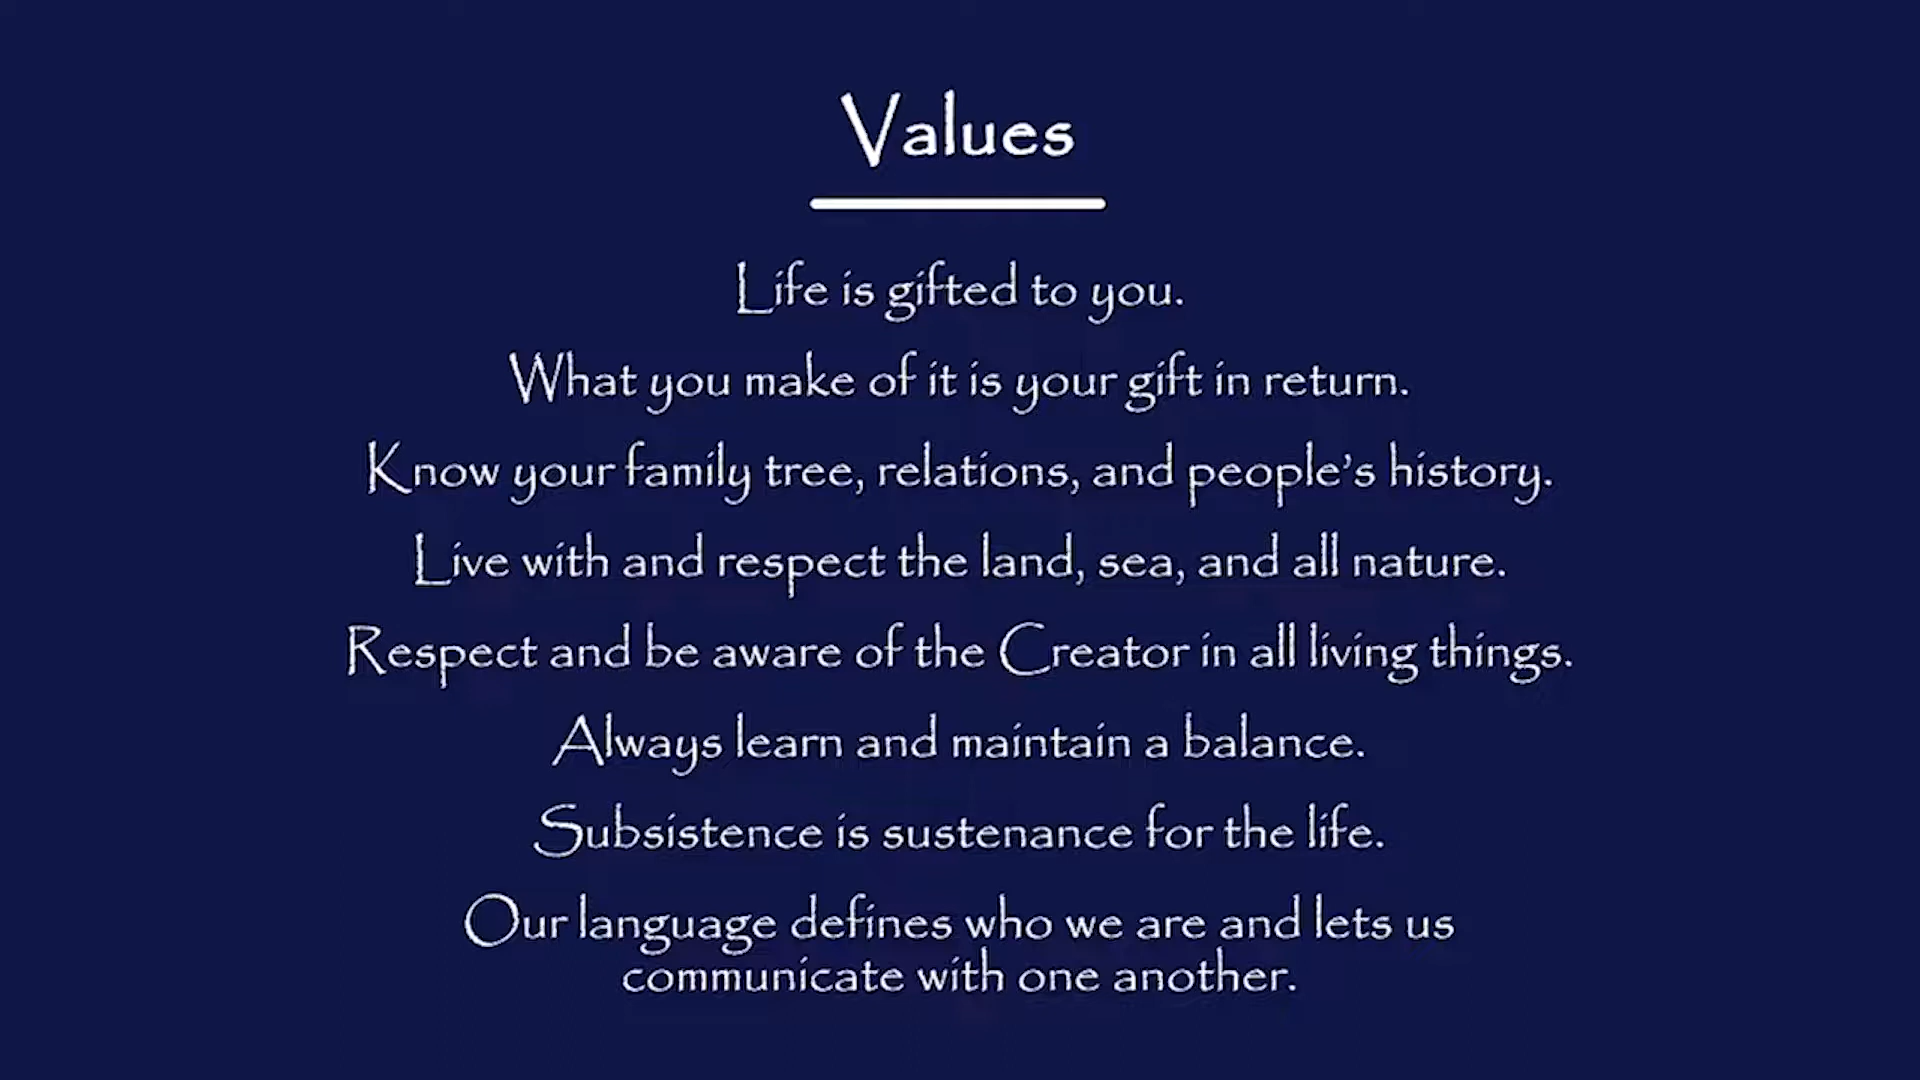 Values
Life is gifted to you.
What you make of it is your gift in return.
Know your family tree, relations, and people's history.
Live with and respect the land, sea, and all nature.
Respect and be aware of the Creator in all living things.
Always learn and maintain a balance.
Subsistence is sustenance for the life.
Our language defines who we are and lets us
communicate with one another.